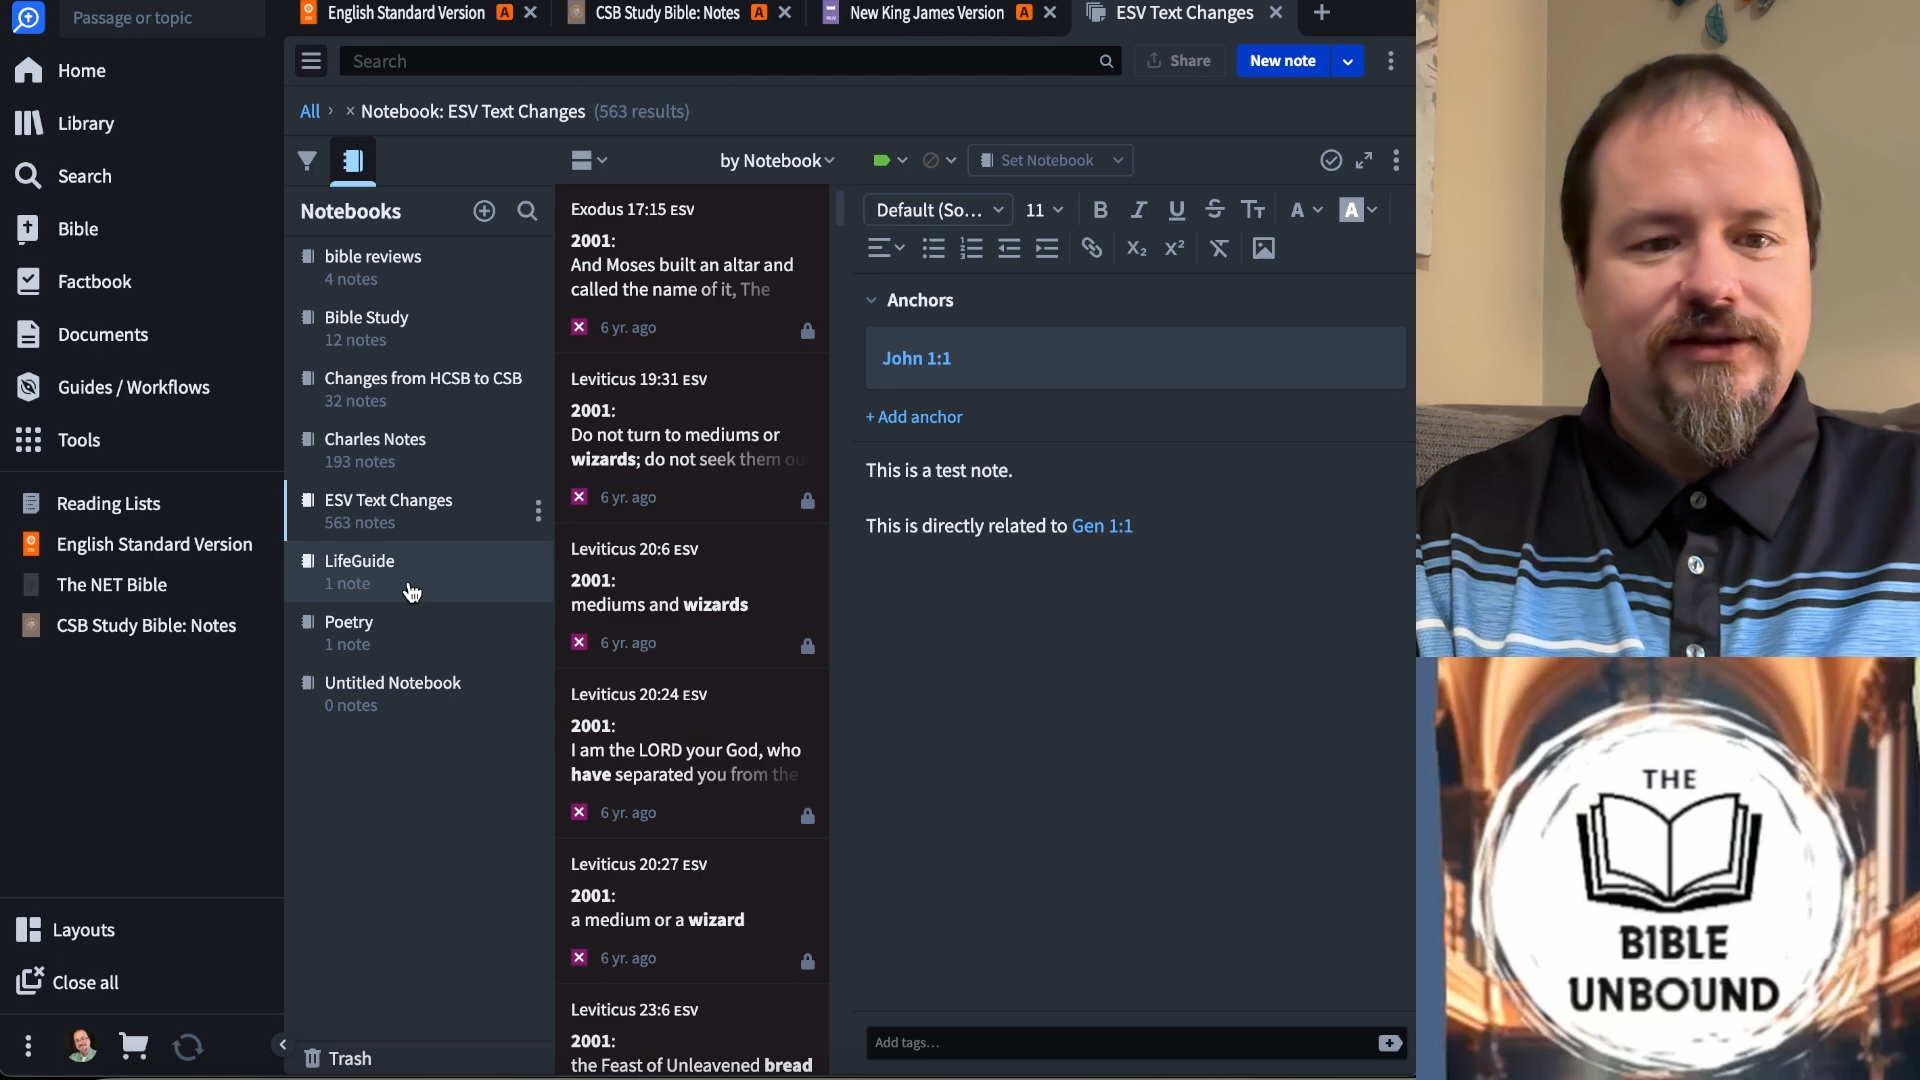 Passage or topic
Home
Library
Search
Bible
Factbook
Documents
Guides / Workflows
Tools
Reading Lists
English Standard Version
The NET Bible
CSB Study Bible: Notes
Layouts
Close all
English Standard Version A
CSB Study Bible: Notes A
New King James Version A
ESV Text Changes
Search
Share
New note
All › × Notebook: ESV Text Changes (563 results)
by Notebook
Set Notebook
Notebooks
bible reviews
4 notes
Bible Study
12 notes
Changes from HCSB to CSB
32 notes
Charles Notes
193 notes
ESV Text Changes
563 notes
LifeGuide
1 note
Poetry
1 note
Untitled Notebook
0 notes
Trash
Exodus 17:15 ESV
2001:
And Moses built an altar and
called the name of it, The
6 yr. ago
Leviticus 19:31 ESV
2001:
Do not turn to mediums or
wizards; do not seek them ou
6 yr. ago
Leviticus 20:6 ESV
2001:
mediums and wizards
6 yr. ago
Leviticus 20:24 ESV
2001:
I am the LORD your God, who
have separated you from the
6 yr. ago
Leviticus 20:27 ESV
2001:
a medium or a wizard
6 yr. ago
Leviticus 23:6 ESV
2001:
the Feast of Unleavened bread
Default (So... 11 B I U S TT A A
X₂ X²
Anchors
John 1:1
+ Add anchor
This is a test note.
This is directly related to Gen 1:1
Add tags...
THE
BIBLE
UNBOUND